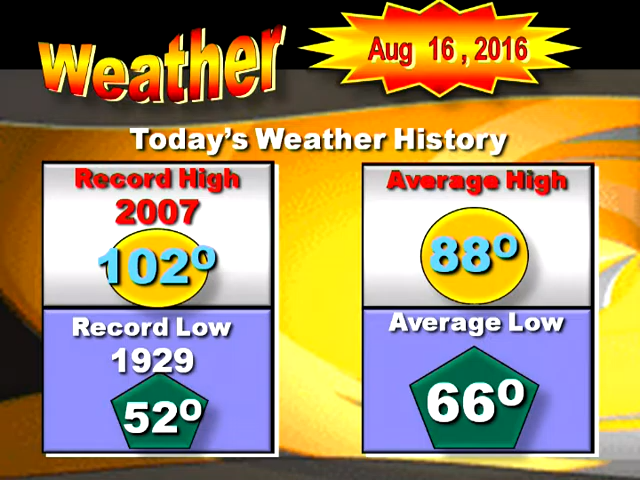 Weather
Aug 16 , 2016
Today's Weather History
Record High
2007
102º
Record Low
1929
52º
Average High
88º
Average Low
66º